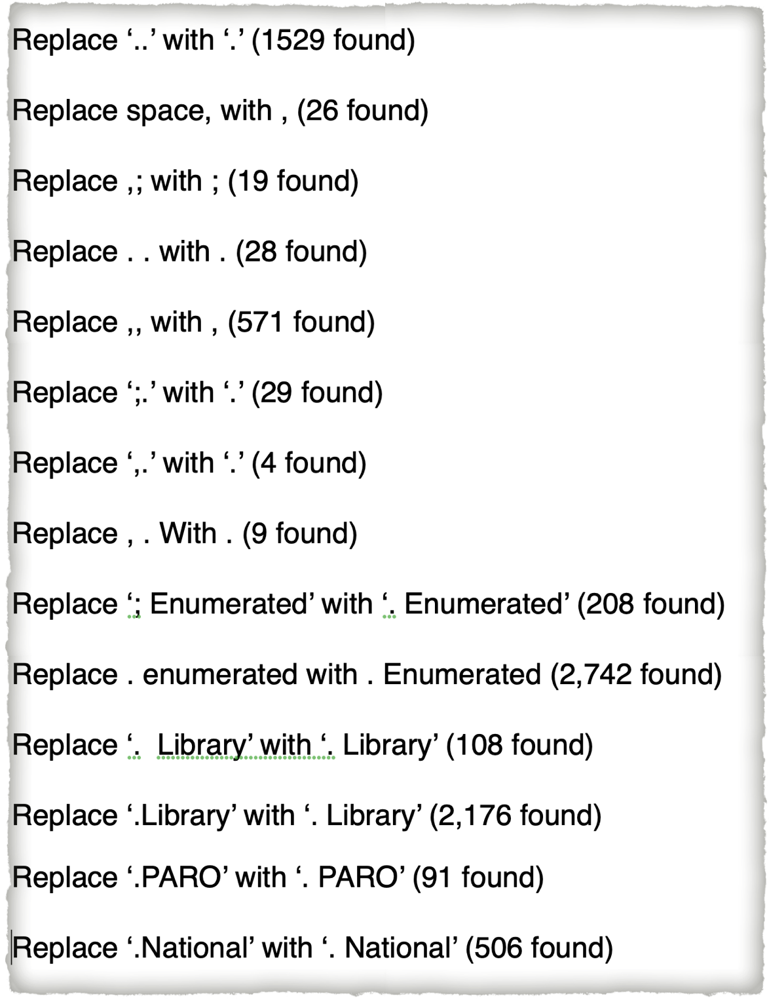 Replace ‘..’ with ‘.’ (1529 found)
Replace space, with , (26 found)
Replace ,; with ; (19 found)
Replace . . with . (28 found)
Replace ,, with , (571 found)
Replace ‘;.’ with ‘.’ (29 found)
Replace ‘,.’ with ‘.’ (4 found)
Replace , . With . (9 found)
Replace ‘; Enumerated’ with ‘. Enumerated’ (208 found)
Replace . enumerated with . Enumerated (2,742 found)
Replace ‘.  Library’ with ‘. Library’ (108 found)
Replace ‘.Library’ with ‘. Library’ (2,176 found)
Replace ‘.PARO’ with ‘. PARO’ (91 found)
Replace ‘.National’ with ‘. National’ (506 found)